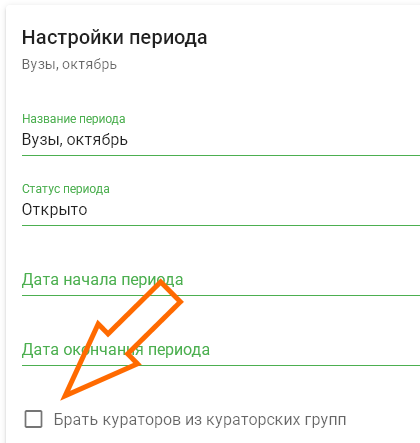 Настройки периода
Вузы, октябрь
Название периода
Вузы, октябрь
Статус периода
Открыто
Дата начала периода
Дата окончания периода
Брать кураторов из кураторских групп